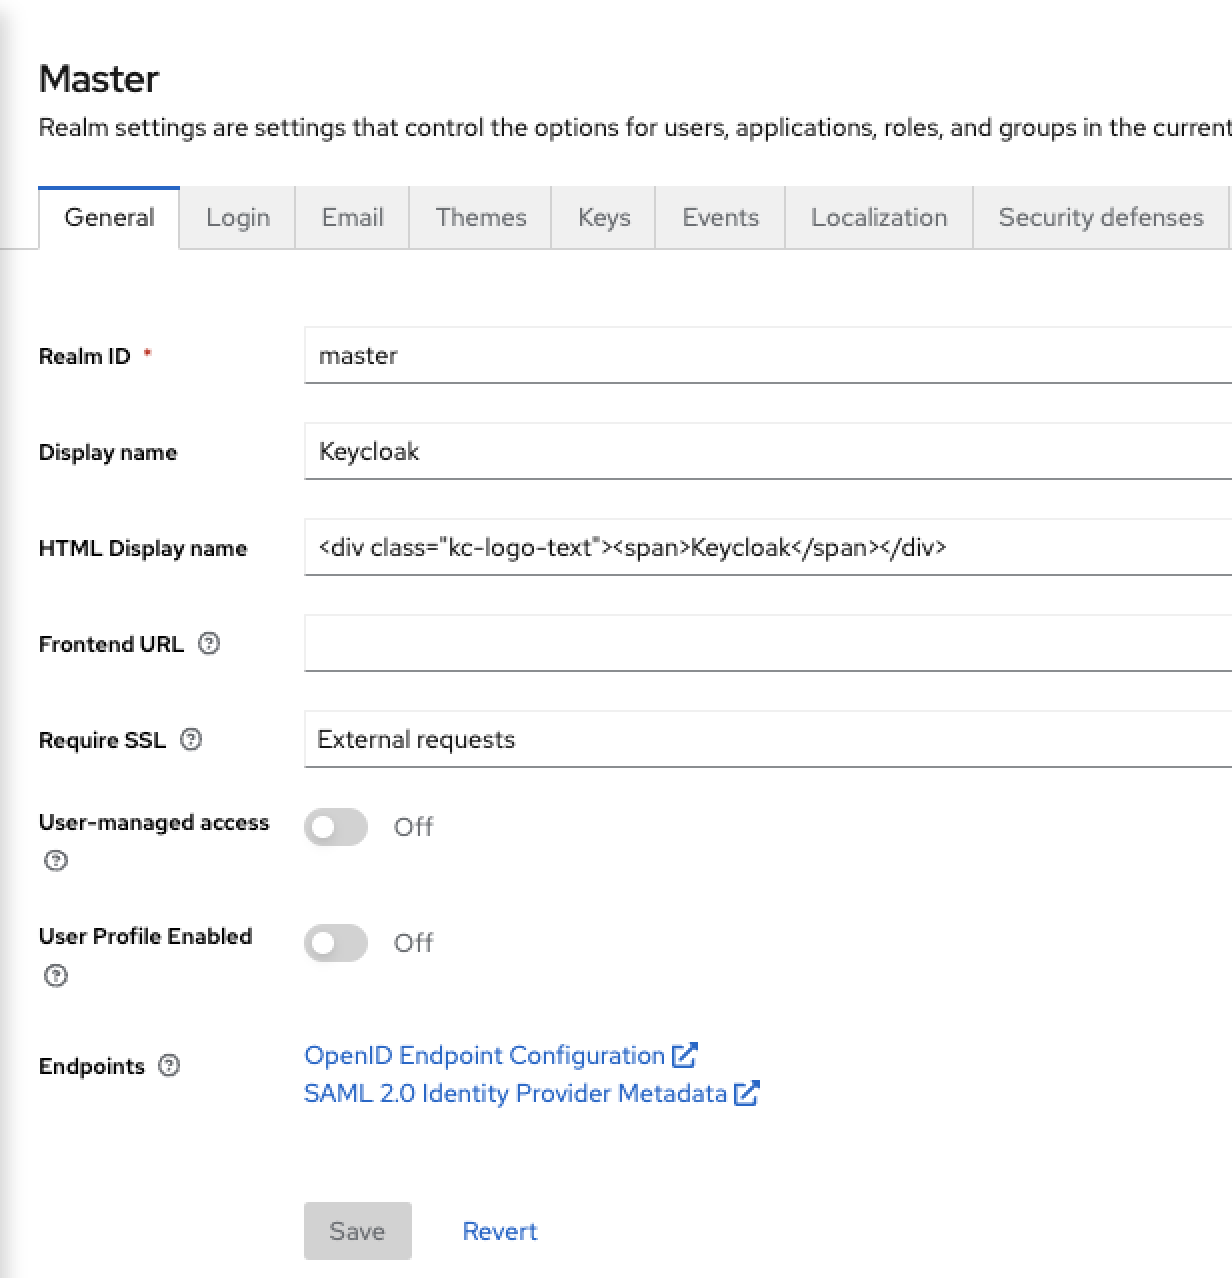 Master
Realm settings are settings that control the options for users, applications, roles, and groups in the current
General Login Email Themes Keys Events Localization Security defenses
Realm ID * master
Display name Keycloak
HTML Display name <div class="kc-logo-text"><span>Keycloak</span></div>
Frontend URL
Require SSL External requests
User-managed access Off
User Profile Enabled Off
Endpoints OpenID Endpoint Configuration
SAML 2.0 Identity Provider Metadata
Save Revert